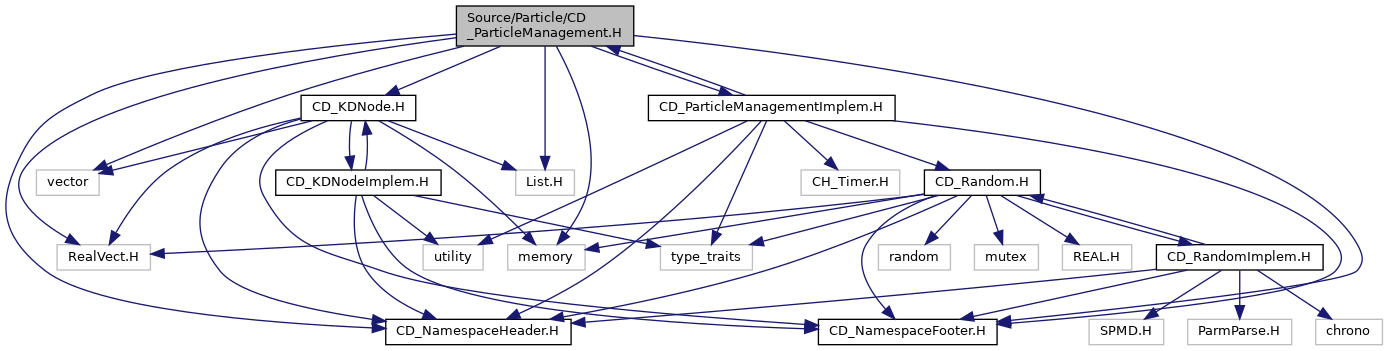 Source/Particle/CD
_ParticleManagement.H
CD_KDNode.H
CD_ParticleManagementImplem.H
vector
CD_KDNodeImplem.H
List.H
CH_Timer.H
CD_Random.H
RealVect.H
utility
memory
type_traits
random
mutex
REAL.H
CD_RandomImplem.H
CD_NamespaceHeader.H
CD_NamespaceFooter.H
SPMD.H
ParmParse.H
chrono